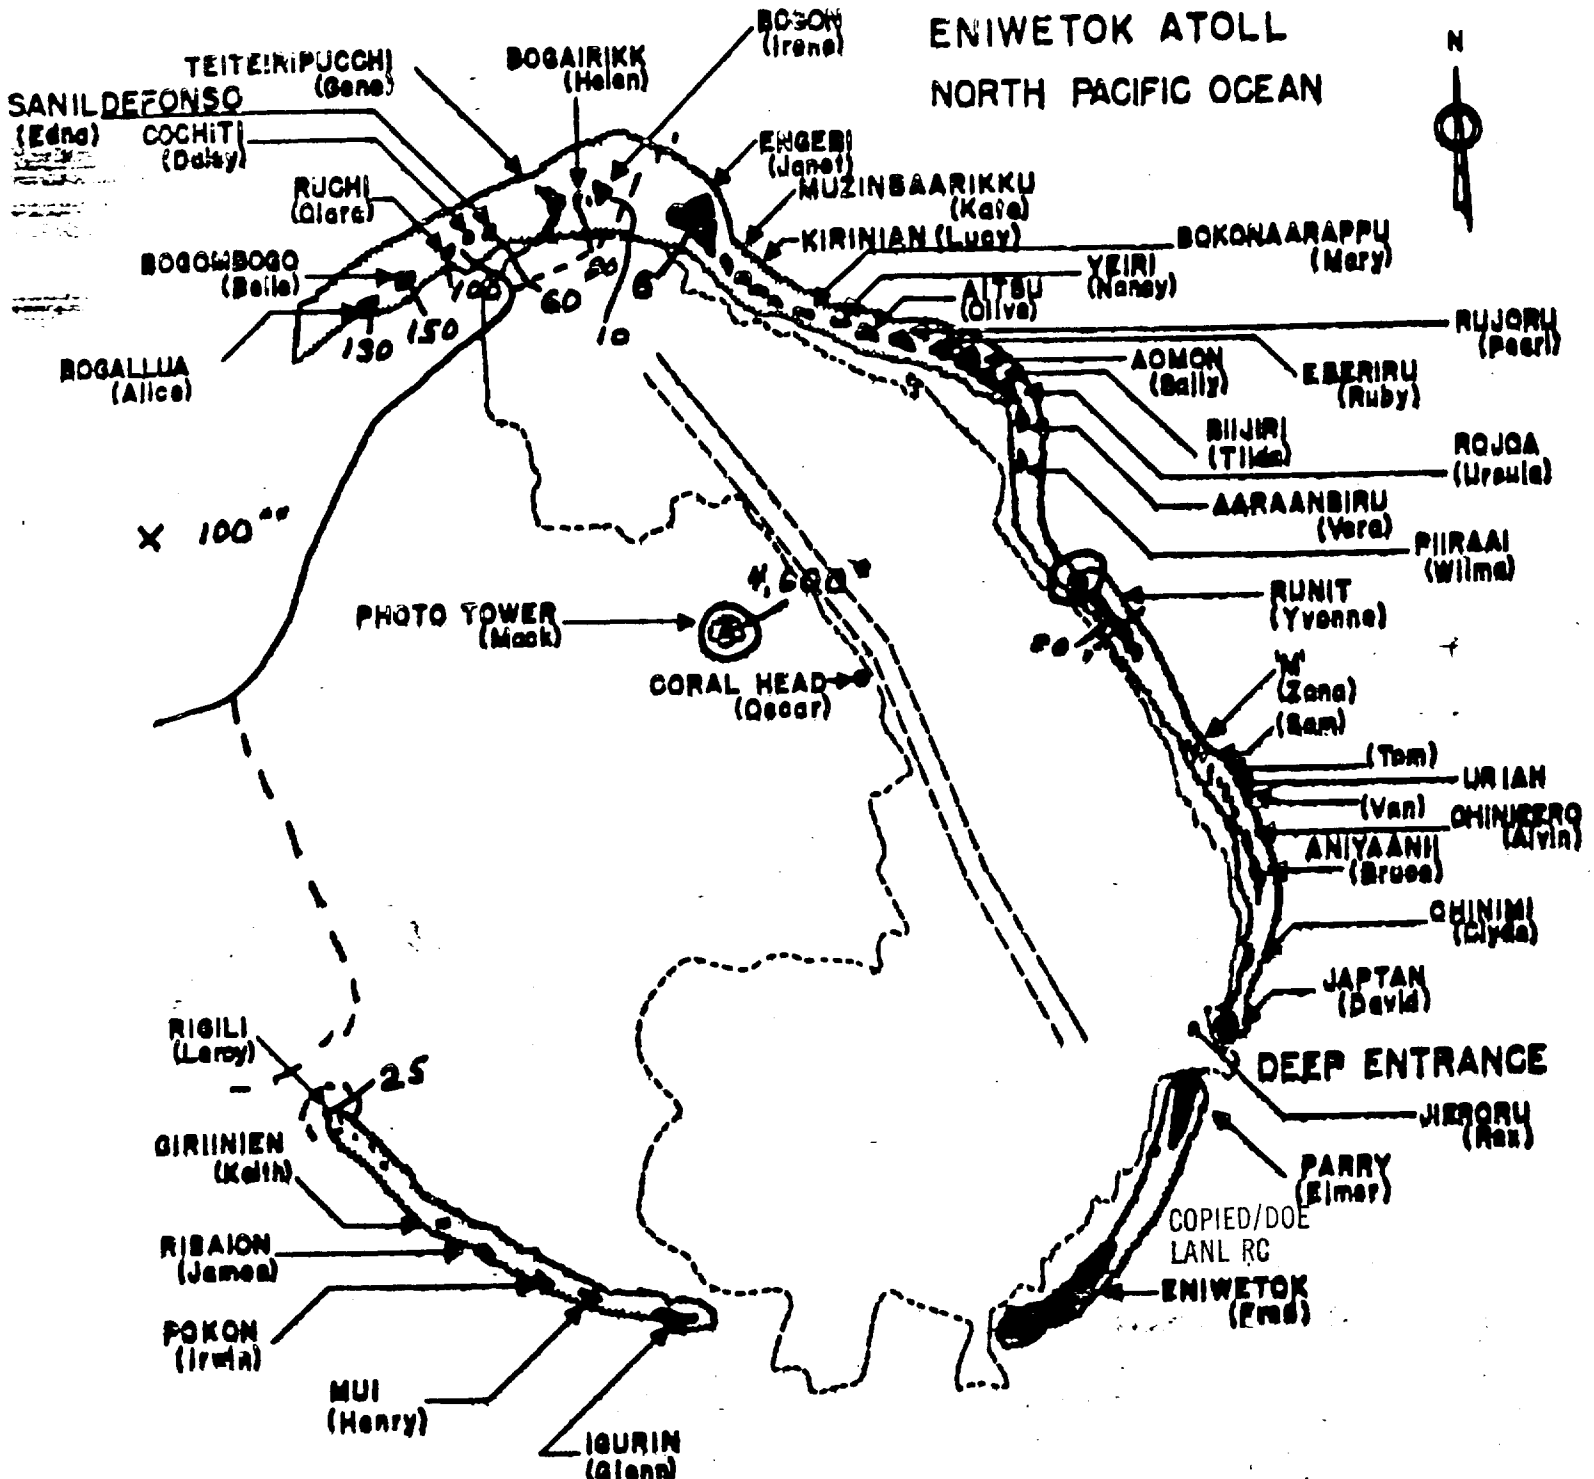 ENIWETOK ATOLL
NORTH PACIFIC OCEAN
N
BOGON
(Irene)
BOGAIRIKK
(Helen)
TEITEIRIPUCCHI
(Gene)
SANILDEFONSO
(Edna)
COCHITI
(Daisy)
RUCHI
(Clara)
BOGOMBOGO
(Belle)
BOGALLUA
(Alice)
ENGEBI
(Janet)
MUZINBAARIKKU
(Kate)
KIRINIAN (Lucy)
BOKONAARAPPU
(Mary)
YEIRI
(Nancy)
AITSU
(Olive)
RUJORU
(Pearl)
EBERIRU
(Ruby)
AOMON
(Sally)
BIIJIRI
(Tilda)
ROJOA
(Ursula)
AARAANBIRU
(Vera)
PIIRAAI
(Wilma)
RUNIT
(Yvonne)
130
150
100
60
80
10
6
X 100
4,600
PHOTO TOWER
(Mack)
CORAL HEAD
(Oscar)
'M'
(Zona)
(Sam)
(Tom)
URIAH
(Van)
CHINIEERO
(Alvin)
ANIYAANII
(Bruce)
CHINIMI
(Clyde)
JAPTAN
(David)
DEEP ENTRANCE
JIERORU
(Rex)
PARRY
(Elmer)
COPIED/DOE
LANL RC
ENIWETOK
(Fred)
RIGILI
(Leroy)
25
GIRIINIEN
(Keith)
RIBAION
(James)
POKON
(Irwin)
MUI
(Henry)
IGURIN
(Glenn)